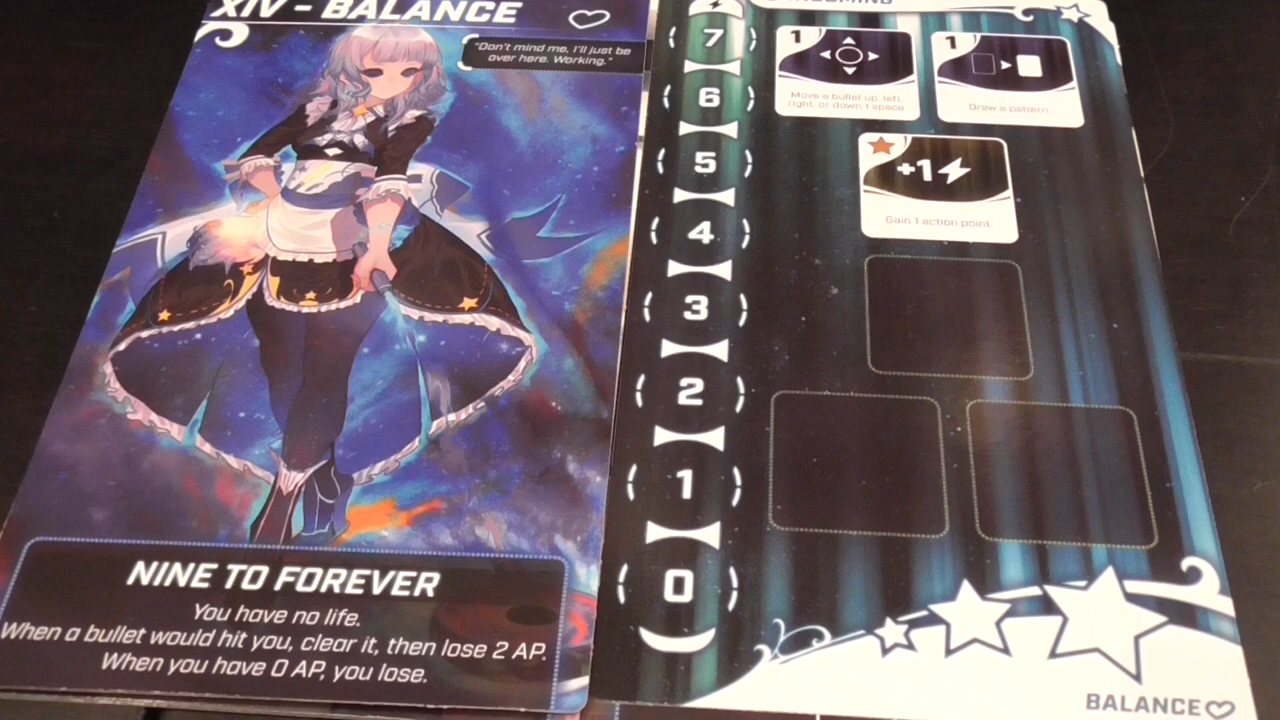 XIV - BALANCE
"Don't mind me, I'll just be
over here. Working."
NINE TO FOREVER
You have no life.
When a bullet would hit you, clear it, then lose 2 AP.
When you have 0 AP, you lose.
7
6
5
4
3
2
1
0
1
Move a bullet up, left,
right, or down 1 space.
1
Draw a pattern.
+1
Gain 1 action point.
BALANCE